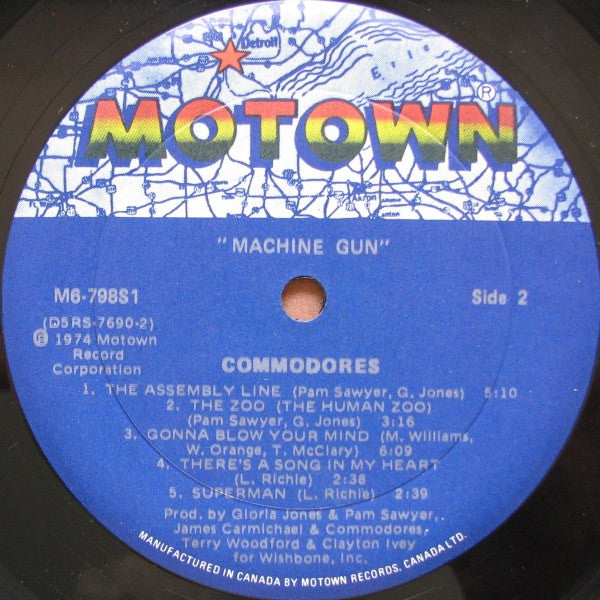 Detroit
Erie
MOTOWN®
Akron
"MACHINE GUN"
M6-798S1
Side 2
(D5RS-7690-2)
℗ 1974 Motown
Record
Corporation
COMMODORES
1. THE ASSEMBLY LINE (Pam Sawyer, G. Jones) 5:10
2. THE ZOO (THE HUMAN ZOO)
(Pam Sawyer, G. Jones) 3:16
3. GONNA BLOW YOUR MIND (M. Williams,
W. Orange, T. McClary) 6:09
4. THERE'S A SONG IN MY HEART
(L. Richie) 2:38
5. SUPERMAN (L. Richie) 2:39
Prod. by Gloria Jones & Pam Sawyer,
James Carmichael & Commodores,
Terry Woodford & Clayton Ivey
for Wishbone, Inc.
MANUFACTURED IN CANADA BY MOTOWN RECORDS, CANADA LTD.